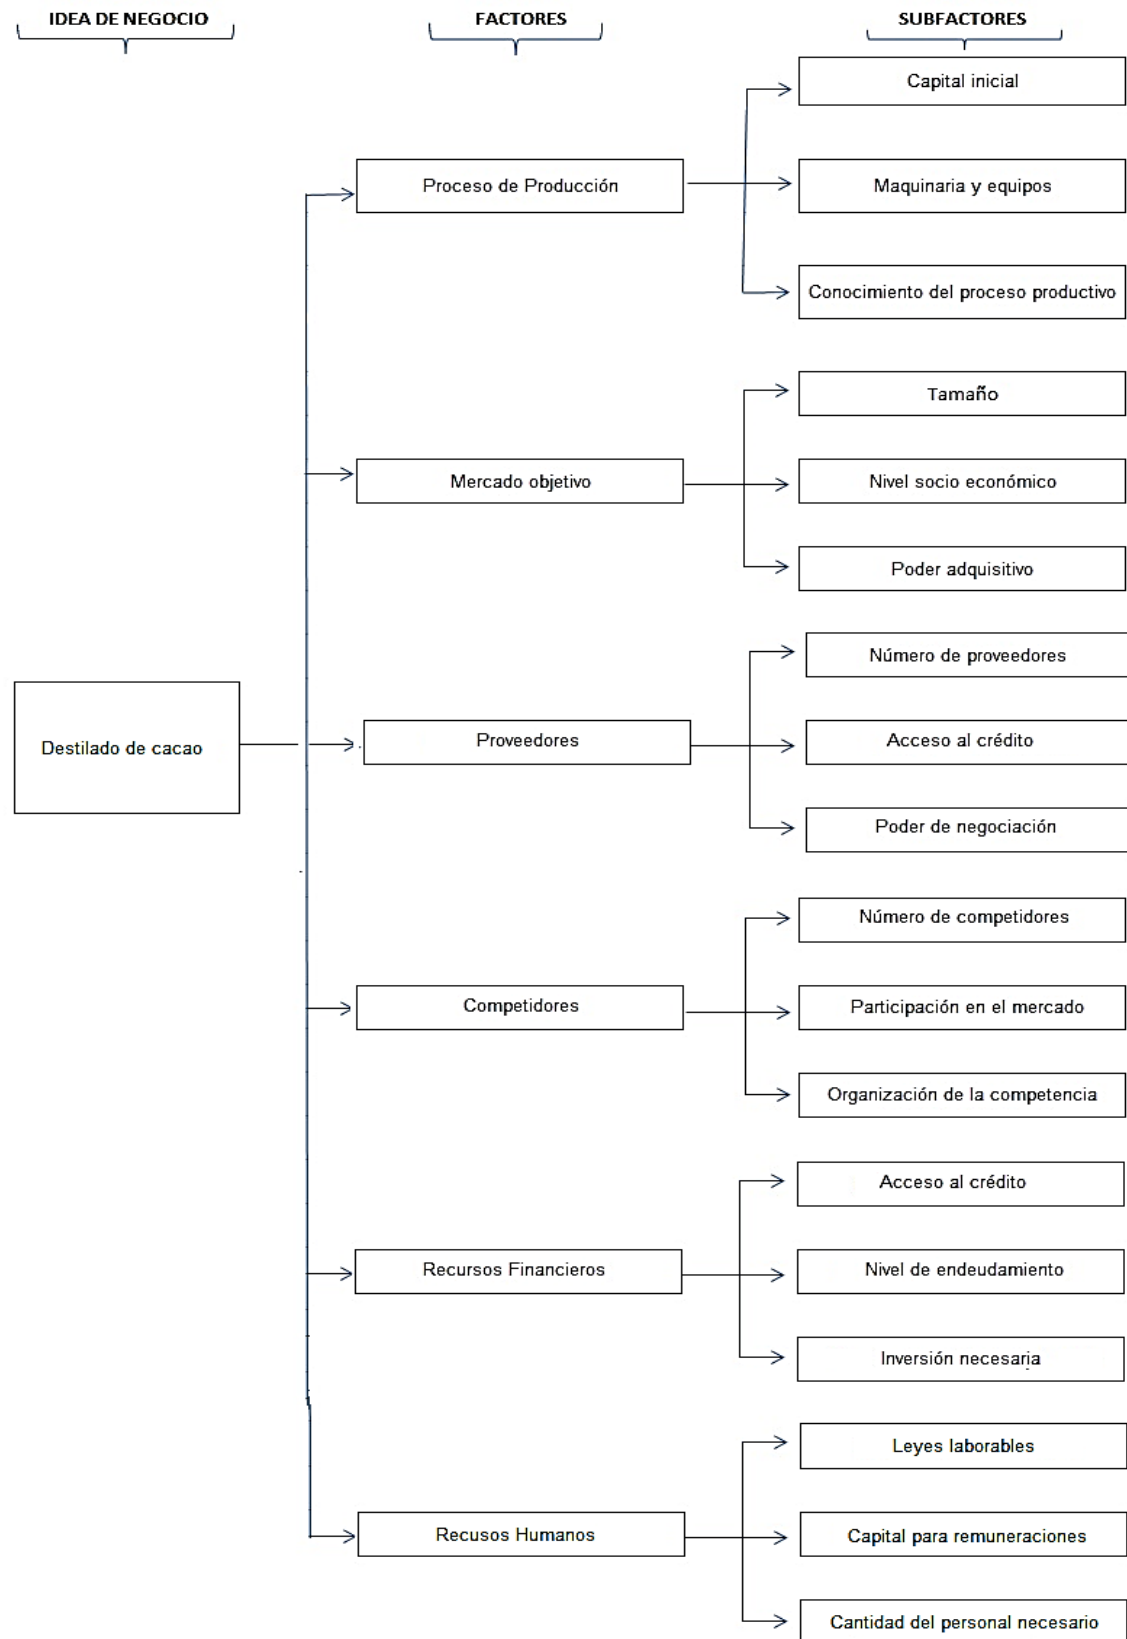 IDEA DE NEGOCIO
FACTORES
SUBFACTORES
Destilado de cacao
Proceso de Producción
Capital inicial
Maquinaria y equipos
Conocimiento del proceso productivo
Mercado objetivo
Tamaño
Nivel socio económico
Poder adquisitivo
Proveedores
Número de proveedores
Acceso al crédito
Poder de negociación
Competidores
Número de competidores
Participación en el mercado
Organización de la competencia
Recursos Financieros
Acceso al crédito
Nivel de endeudamiento
Inversión necesaria
Recusos Humanos
Leyes laborables
Capital para remuneraciones
Cantidad del personal necesario